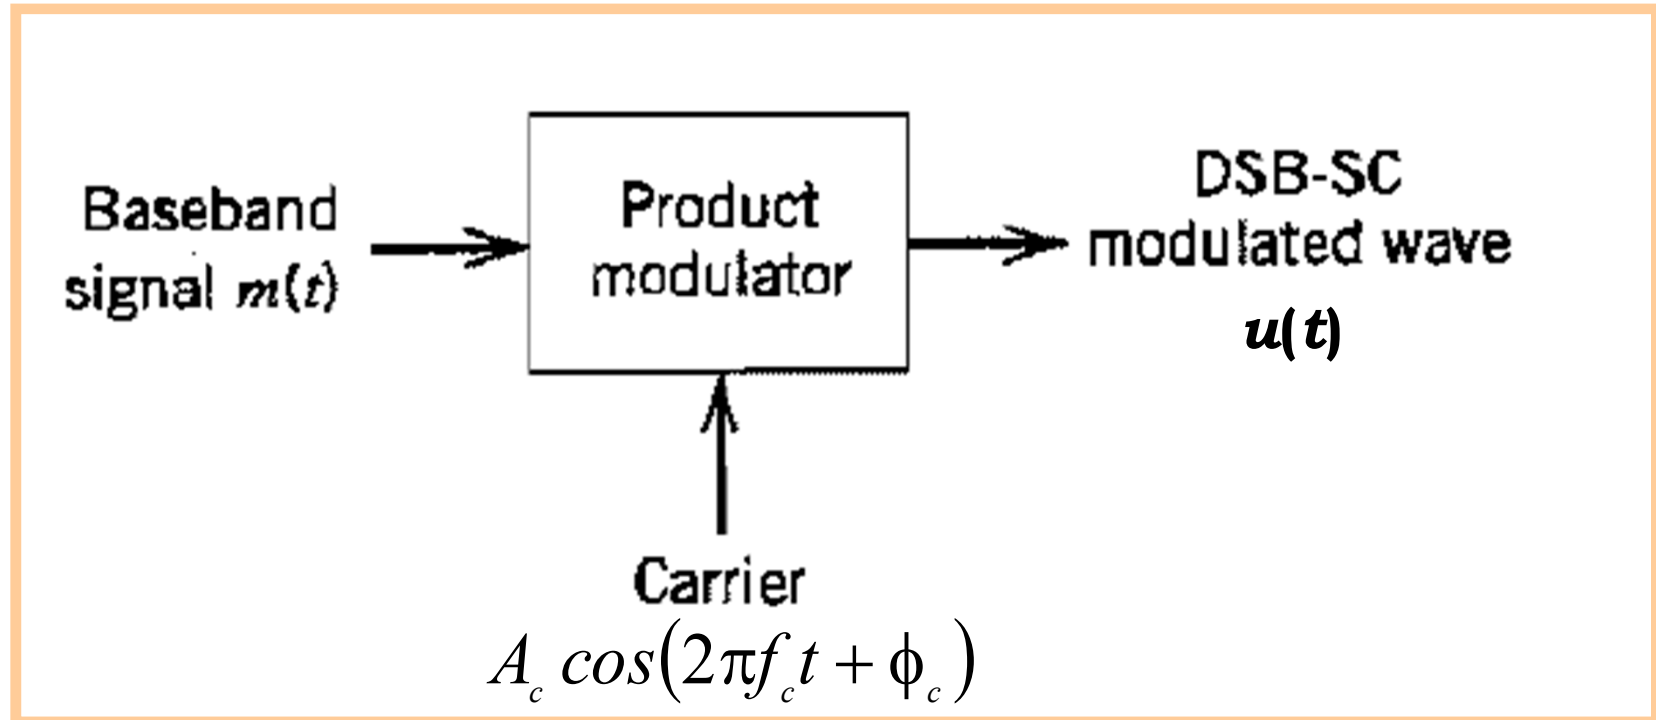 Baseband
signal m(t)
Product
modulator
DSB-SC
modulated wave
u(t)
Carrier
A_c cos(2πf_c t + ϕ_c)